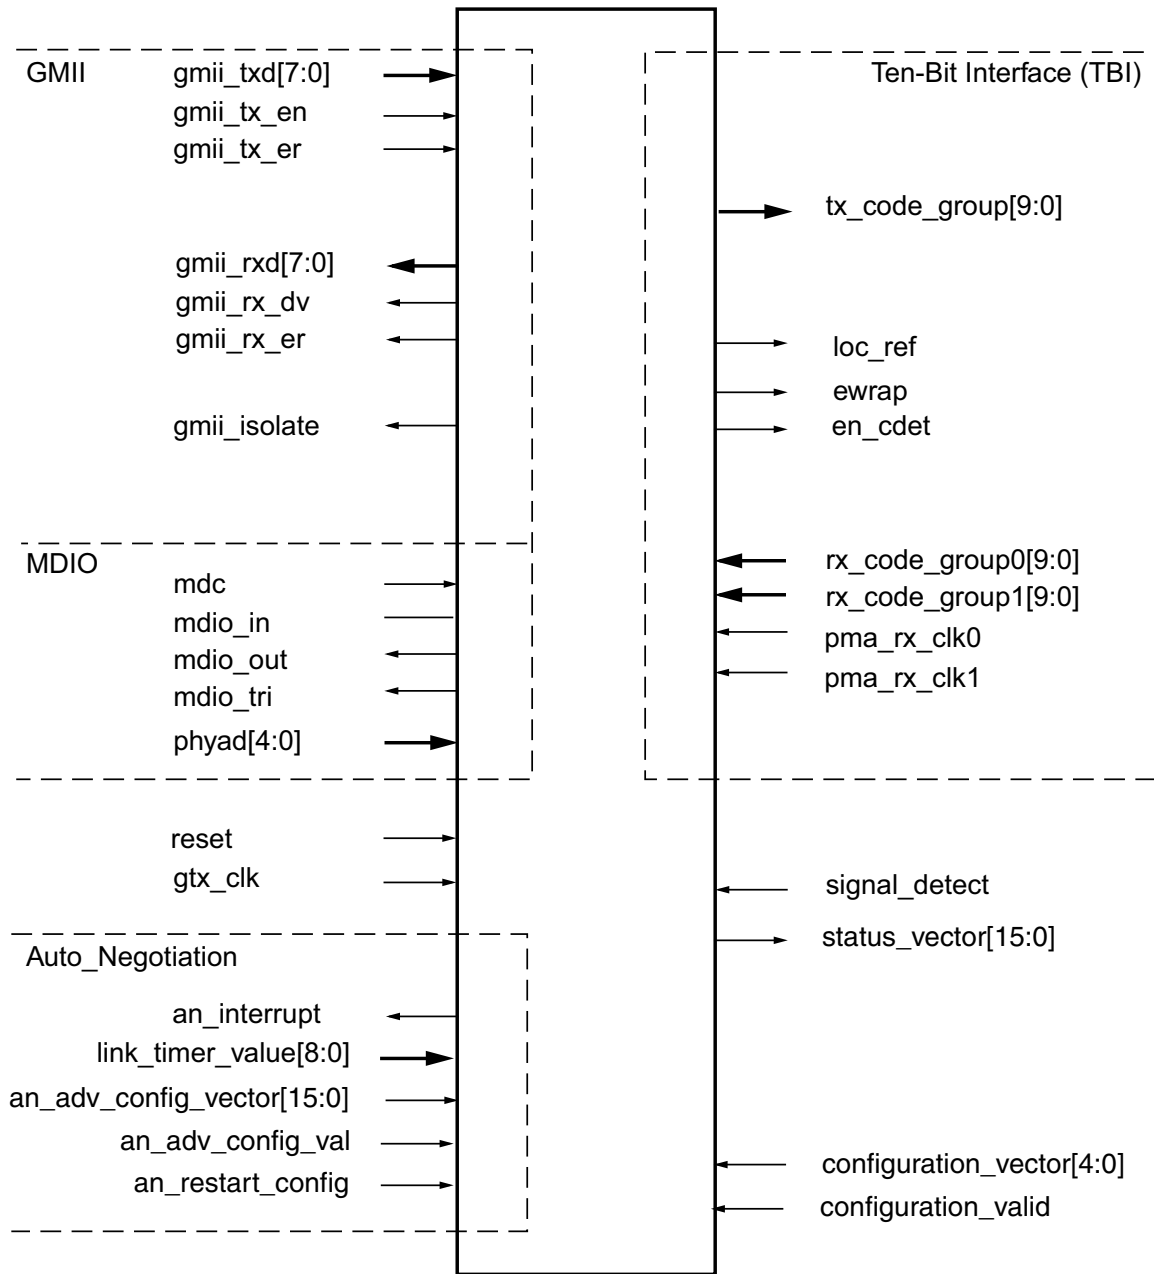 GMII
gmii_txd[7:0]
gmii_tx_en
gmii_tx_er
gmii_rxd[7:0]
gmii_rx_dv
gmii_rx_er
gmii_isolate
MDIO
mdc
mdio_in
mdio_out
mdio_tri
phyad[4:0]
reset
gtx_clk
Auto_Negotiation
an_interrupt
link_timer_value[8:0]
an_adv_config_vector[15:0]
an_adv_config_val
an_restart_config
Ten-Bit Interface (TBI)
tx_code_group[9:0]
loc_ref
ewrap
en_cdet
rx_code_group0[9:0]
rx_code_group1[9:0]
pma_rx_clk0
pma_rx_clk1
signal_detect
status_vector[15:0]
configuration_vector[4:0]
configuration_valid